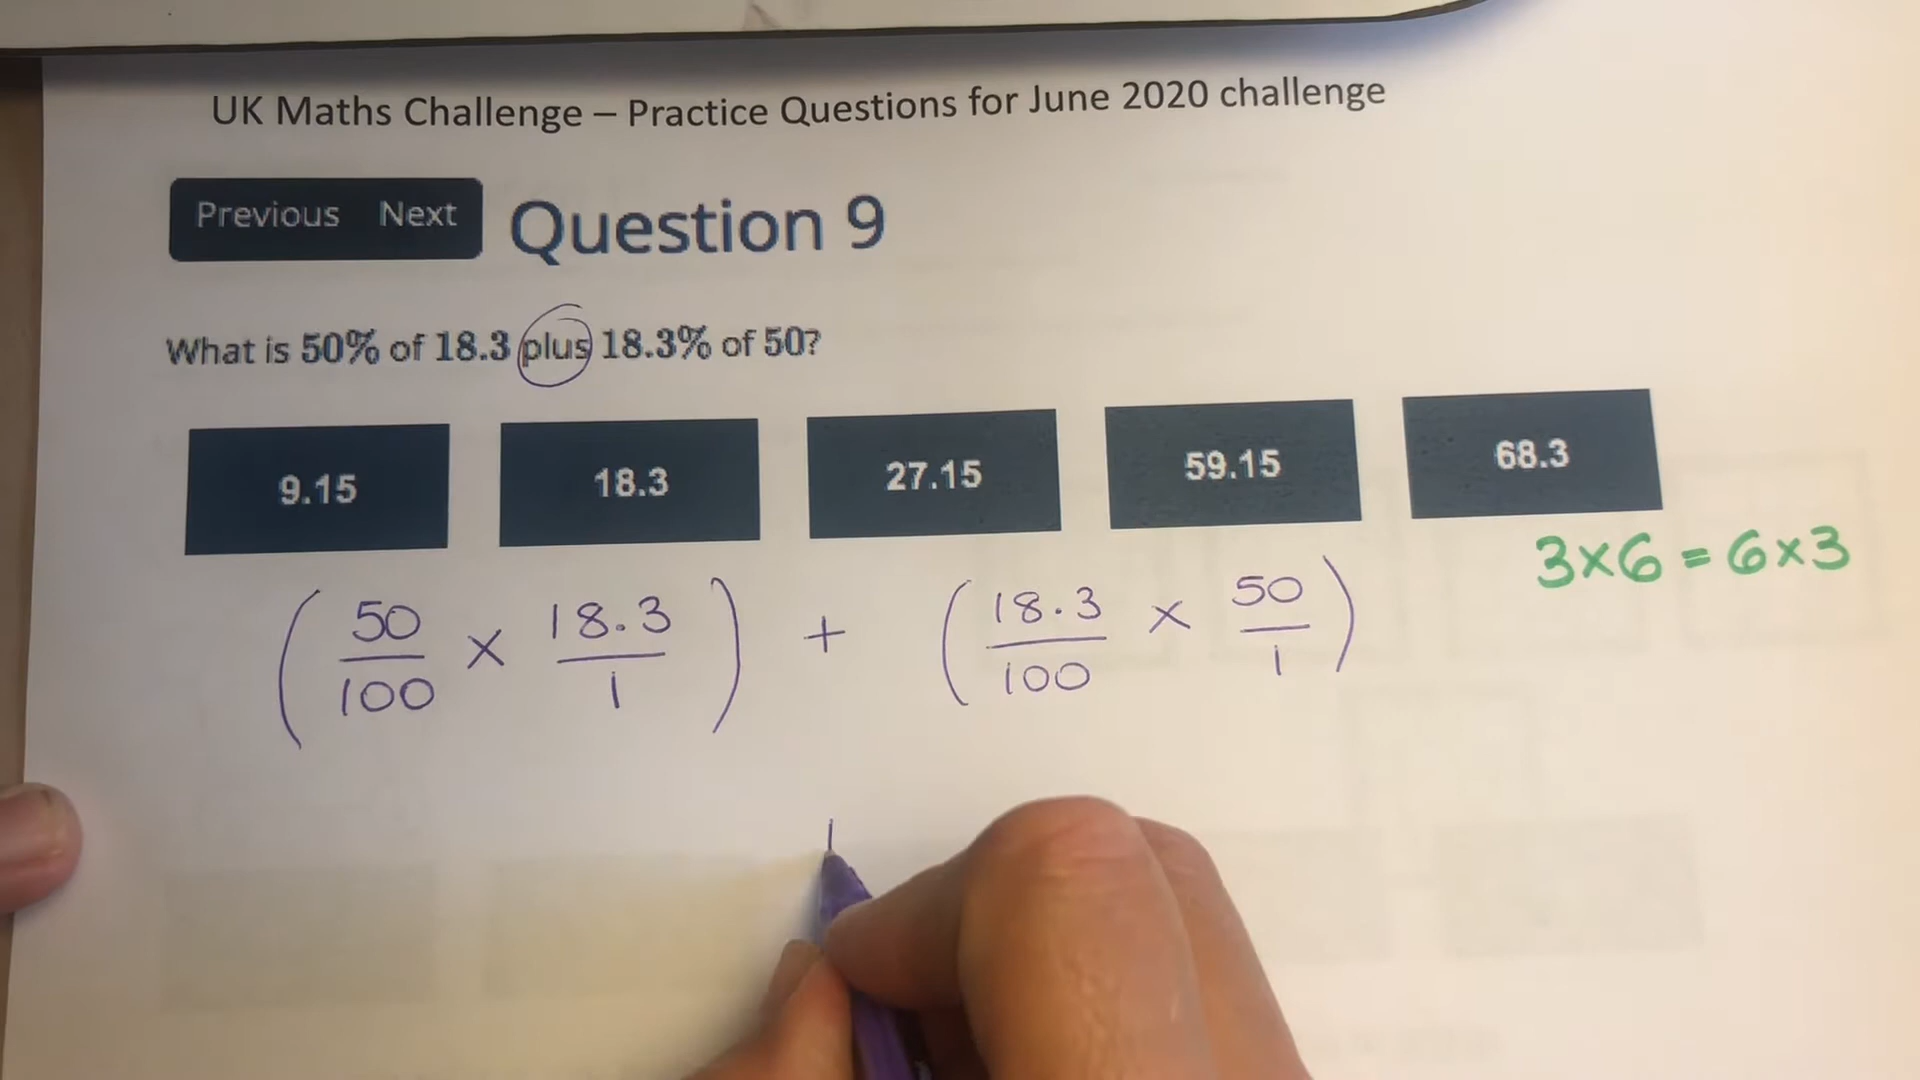 UK Maths Challenge – Practice Questions for June 2020 challenge
Previous Next Question 9
What is 50% of 18.3 plus 18.3% of 50?
9.15 18.3 27.15 59.15 68.3
3×6 = 6×3
(50/100 × 18.3/1) + (18.3/100 × 50/1)